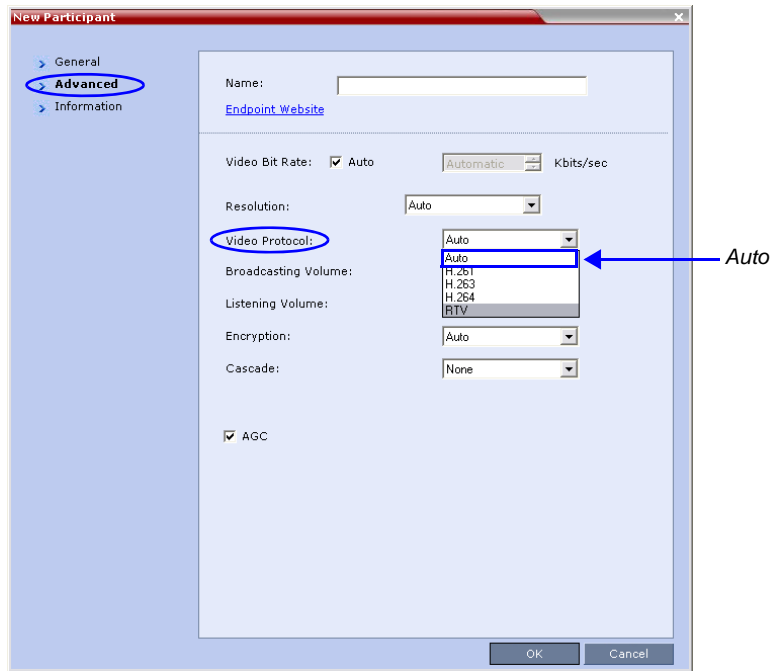 New Participant
General
Advanced
Information
Name:
Endpoint Website
Video Bit Rate: Auto Automatic Kbits/sec
Resolution: Auto
Video Protocol: Auto
Auto
H.261
H.263
H.264
RTV
Auto
Broadcasting Volume:
Listening Volume:
Encryption: Auto
Cascade: None
AGC
OK Cancel